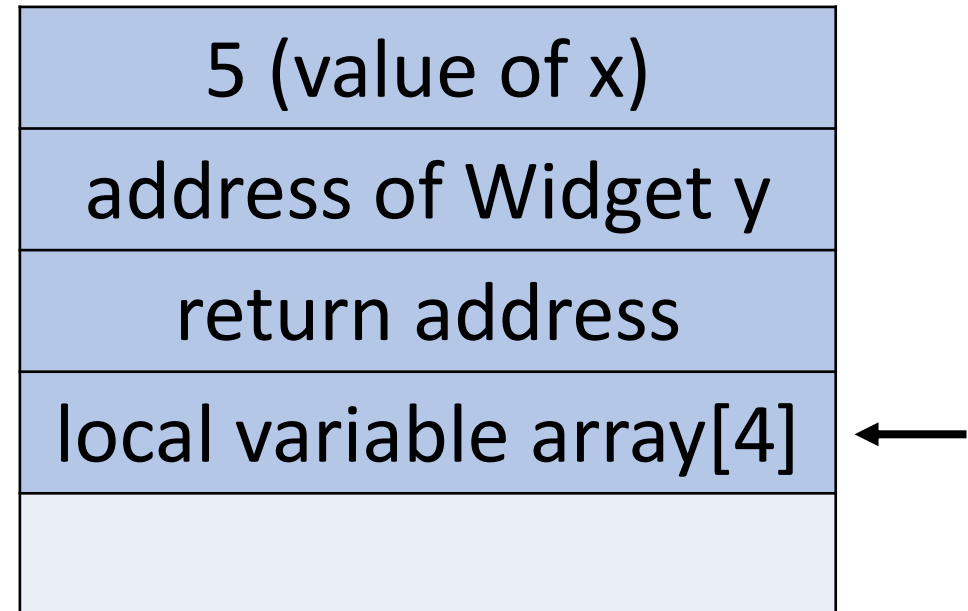 5 (value of x)
address of Widget y
return address
local variable array[4]